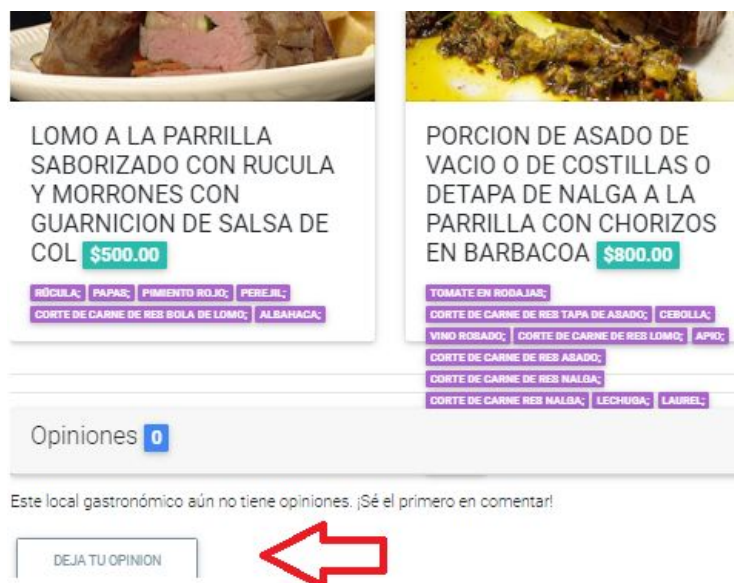 LOMO A LA PARRILLA
SABORIZADO CON RUCULA
Y MORRONES CON
GUARNICION DE SALSA DE
COL $500.00
RÚCULA; PAPAS; PIMIENTO ROJO; PEREJIL;
CORTE DE CARNE DE RES BOLA DE LOMO; ALBAHACA;
PORCION DE ASADO DE
VACIO O DE COSTILLAS O
DETAPA DE NALGA A LA
PARRILLA CON CHORIZOS
EN BARBACOA $800.00
TOMATE EN RODAJAS;
CORTE DE CARNE DE RES TAPA DE ASADO; CEBOLLA;
VINO ROSADO; CORTE DE CARNE DE RES LOMO; APIO;
CORTE DE CARNE DE RES ASADO;
CORTE DE CARNE DE RES NALGA;
CORTE DE CARNE RES NALGA; LECHUGA; LAUREL;
Opiniones 0
Este local gastronómico aún no tiene opiniones. ¡Sé el primero en comentar!
DEJA TU OPINION